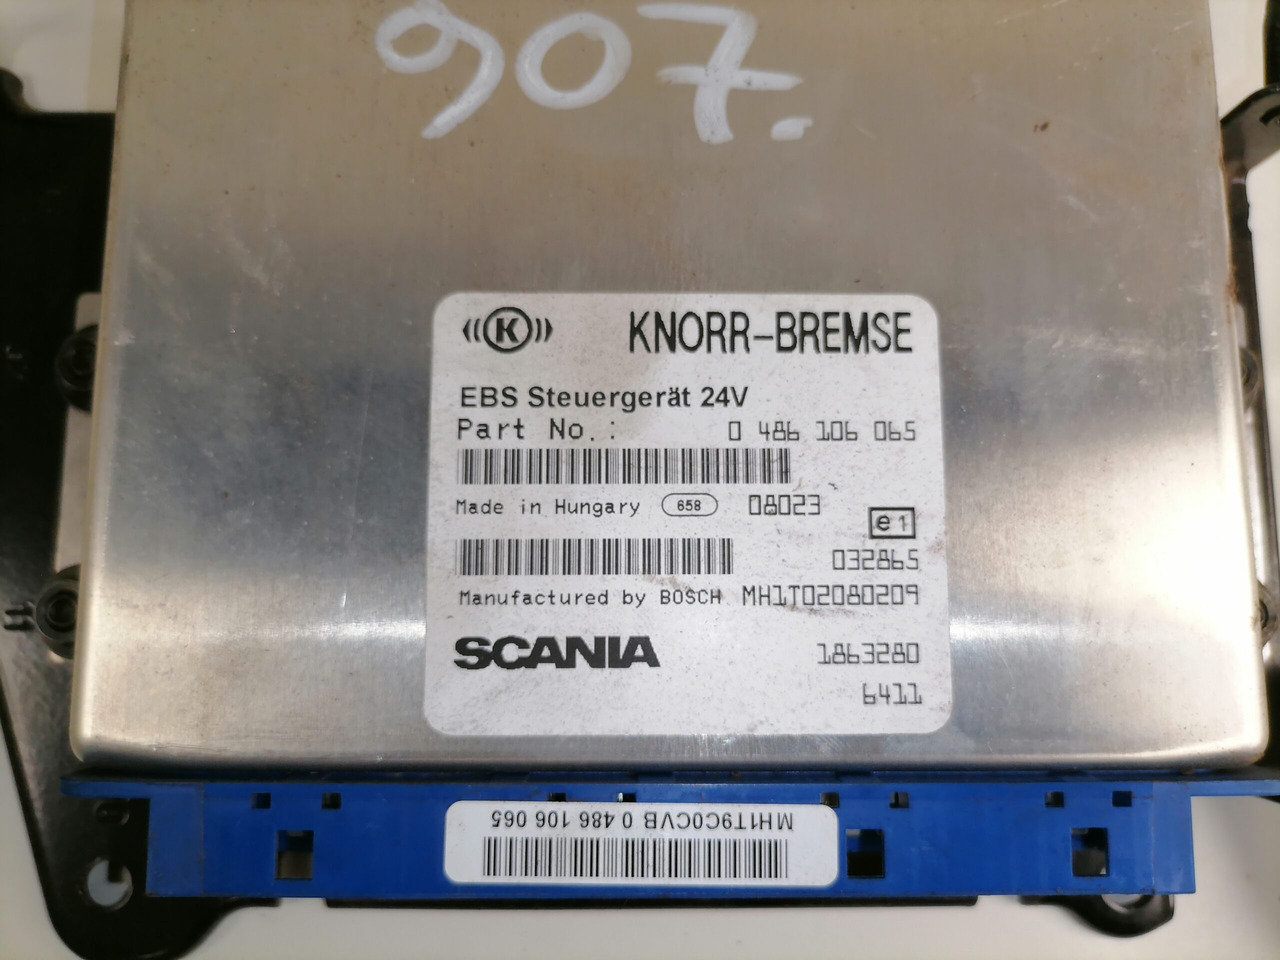 907.
K
KNORR-BREMSE
EBS Steuergerät 24V
Part No.: 0 486 106 065
Made in Hungary 658 08023
e1
032865
Manufactured by BOSCH MH1T02080209
SCANIA 1863280
6411
MH1T9C0CVB 0 486 106 065